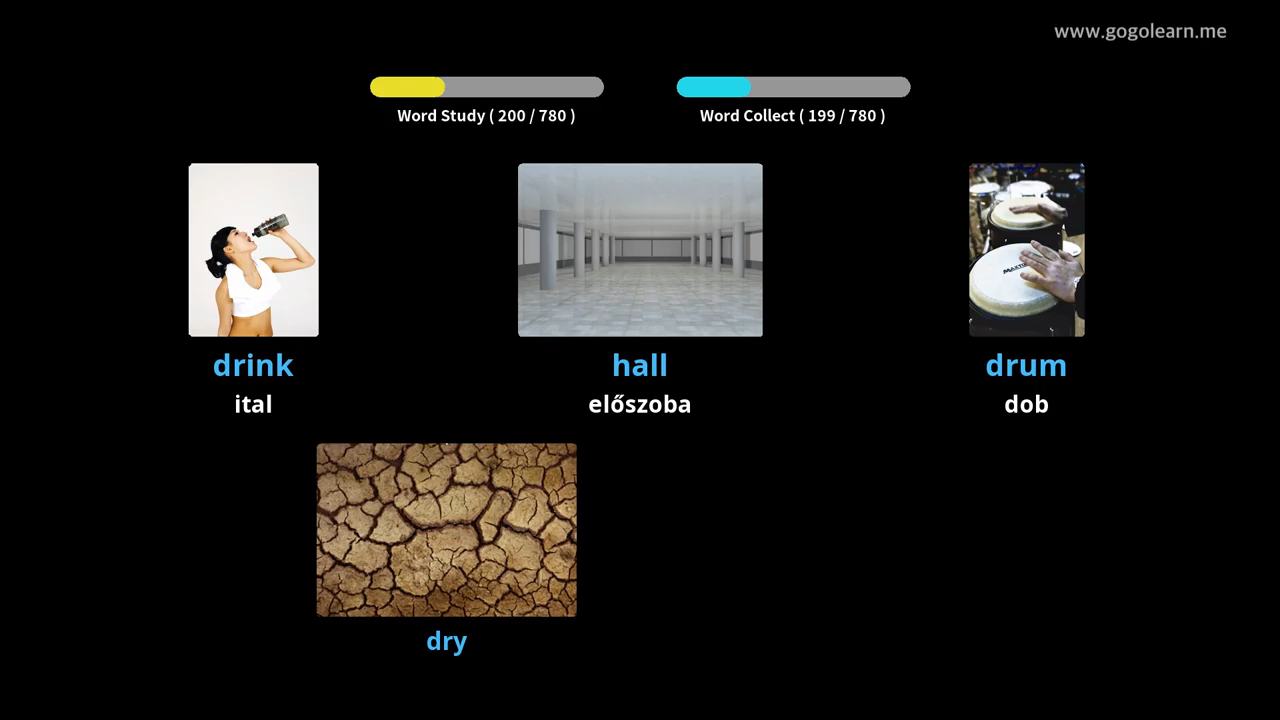 www.gogolearn.me
Word Study ( 200 / 780 )
Word Collect ( 199 / 780 )
drink
hall
drum
ital
előszoba
dob
dry